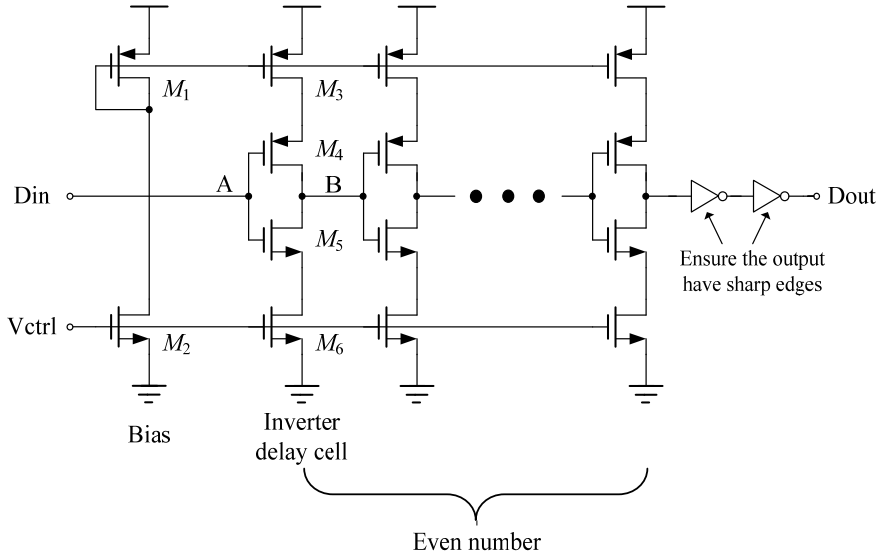 M1
M3
M4
Din
A
B
Dout
M5
Ensure the output
have sharp edges
Vctrl
M2
M6
Bias
Inverter
delay cell
Even number